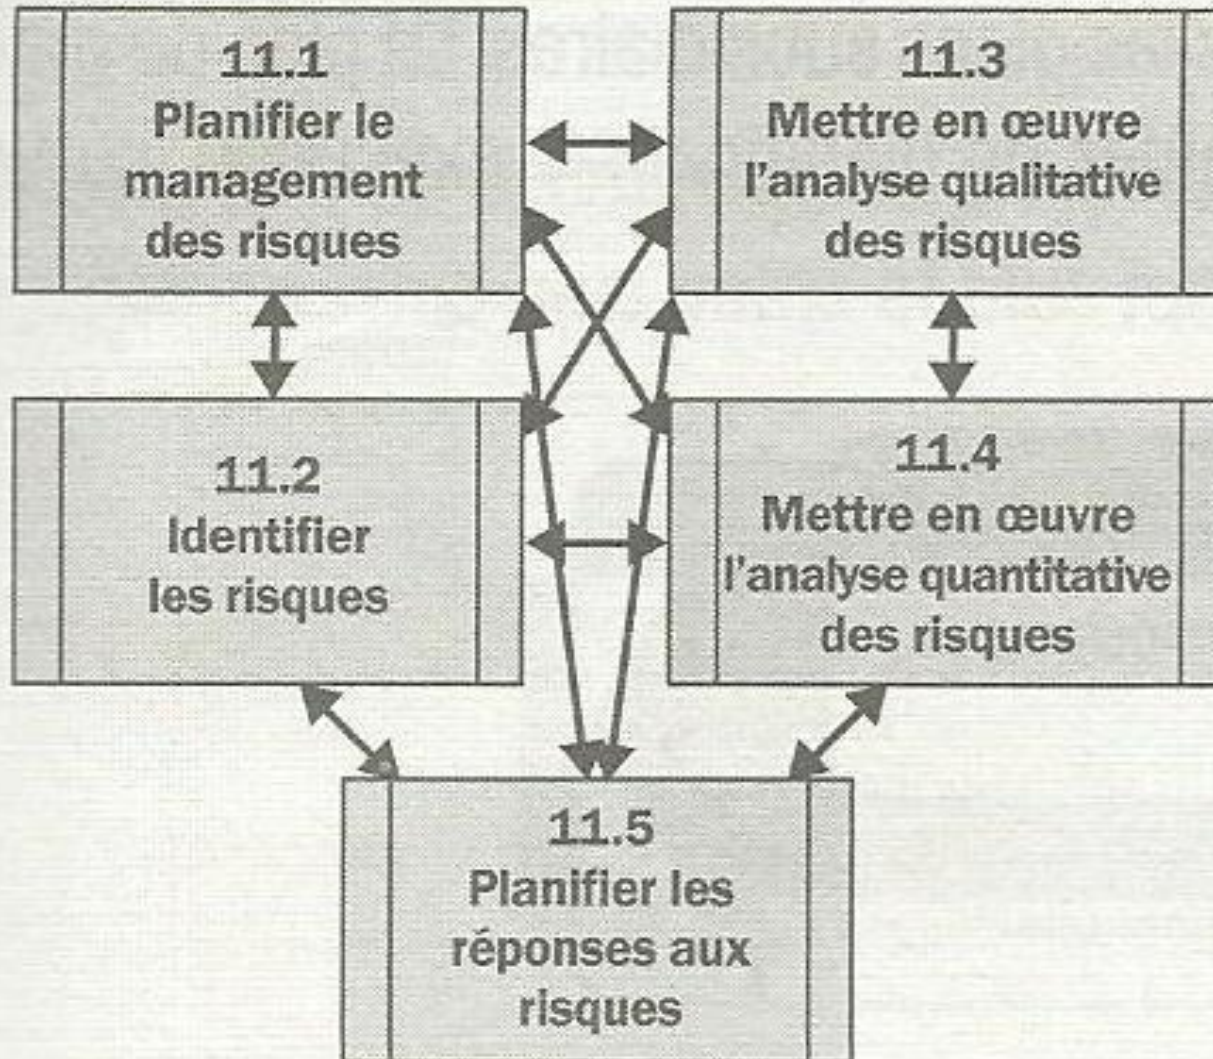 11.1
Planifier le
management
des risques
11.3
Mettre en œuvre
l'analyse qualitative
des risques
11.2
Identifier
les risques
11.4
Mettre en œuvre
l'analyse quantitative
des risques
11.5
Planifier les
réponses aux
risques